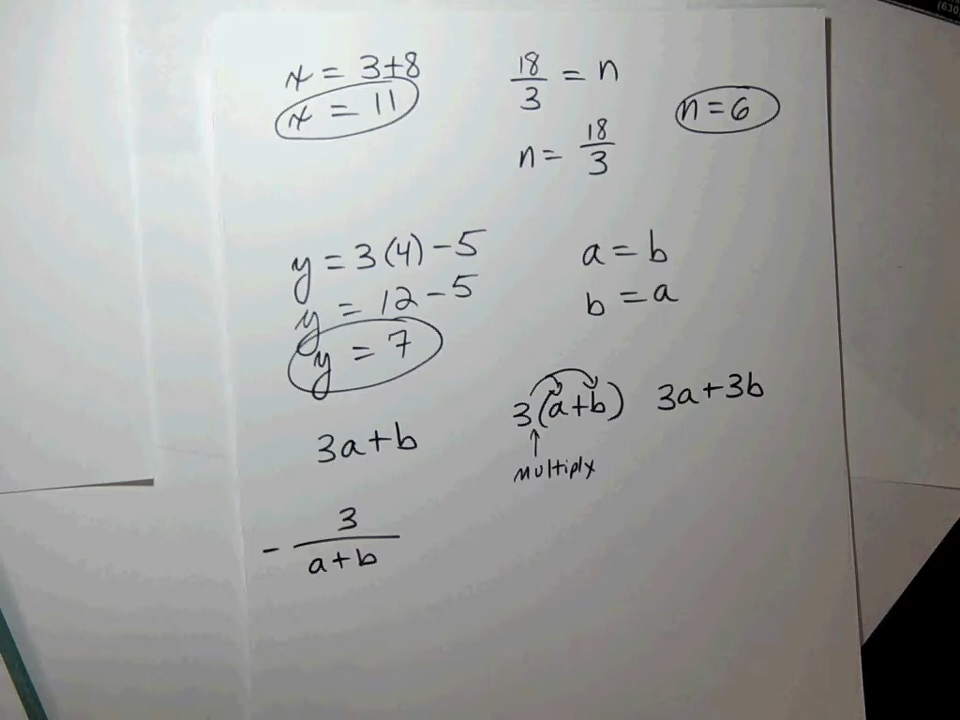 x = 3+8
x = 11
18/3 = n
n = 18/3
n = 6
y = 3(4) - 5
y = 12 - 5
y = 7
a = b
b = a
3a + b
3(a+b) 3a+3b
↑
multiply
- 3/(a+b)
(630